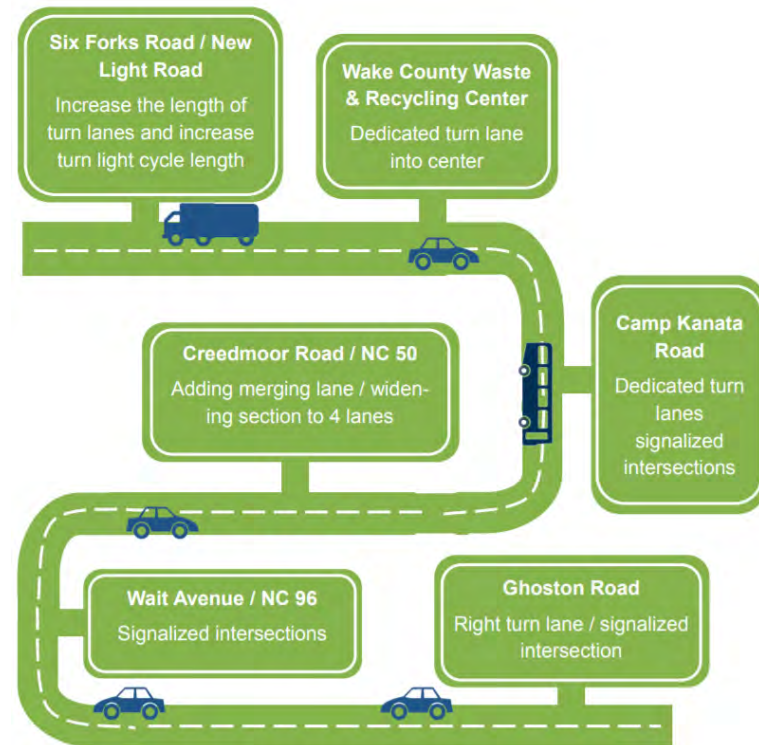 Six Forks Road / New
Light Road
Increase the length of
turn lanes and increase
turn light cycle length
Wake County Waste
& Recycling Center
Dedicated turn lane
into center
Camp Kanata
Road
Dedicated turn
lanes
signalized
intersections
Creedmoor Road / NC 50
Adding merging lane / widen-
ing section to 4 lanes
Wait Avenue / NC 96
Signalized intersections
Ghoston Road
Right turn lane / signalized
intersection